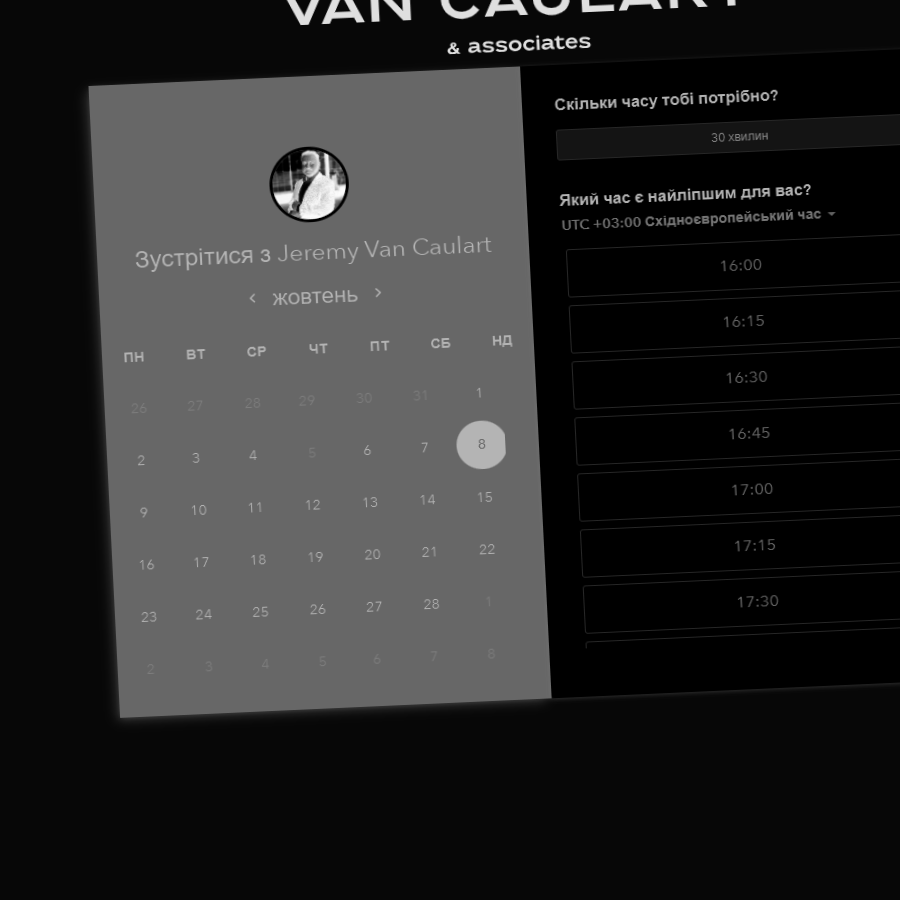 VAN CAULART
& associates
Зустрітися з Jeremy Van Caulart
жовтень
ПН ВТ СР ЧТ ПТ СБ НД
26 27 28 29 30 31 1
2 3 4 5 6 7 8
9 10 11 12 13 14 15
16 17 18 19 20 21 22
23 24 25 26 27 28 1
2 3 4 5 6 7 8
Скільки часу тобі потрібно?
30 хвилин
Який час є найліпшим для вас?
UTC +03:00 Східноєвропейський час
16:00
16:15
16:30
16:45
17:00
17:15
17:30